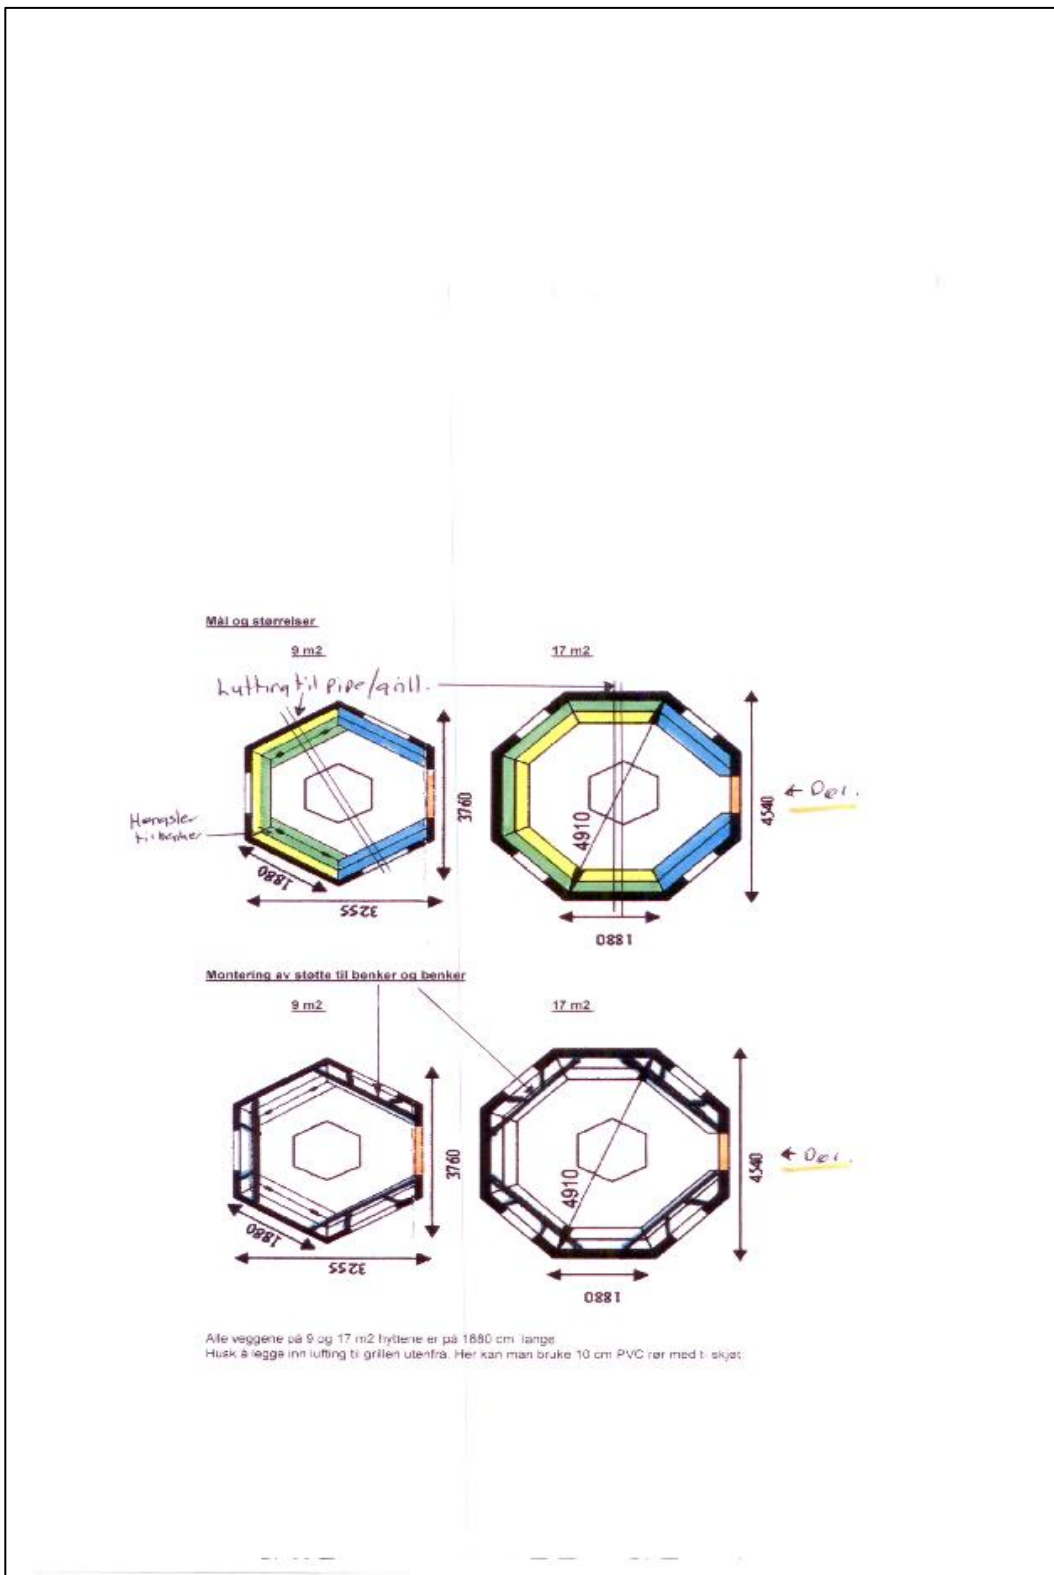 Mål og størrelser
9 m2 17 m2
Lufting til pipe/grill.
3760
4910
4540
← Dør.
Hengsler
til benker
1880
3255
1880
Montering av støtte til benker og benker
9 m2 17 m2
3760
4910
4540
← Dør.
1880
3255
1880
Alle veggene på 9 og 17 m2 hyttene er på 1880 cm lange
Husk å legge inn lufting til grillen utenfra. Her kan man bruke 10 cm PVC rør med t- skjøt